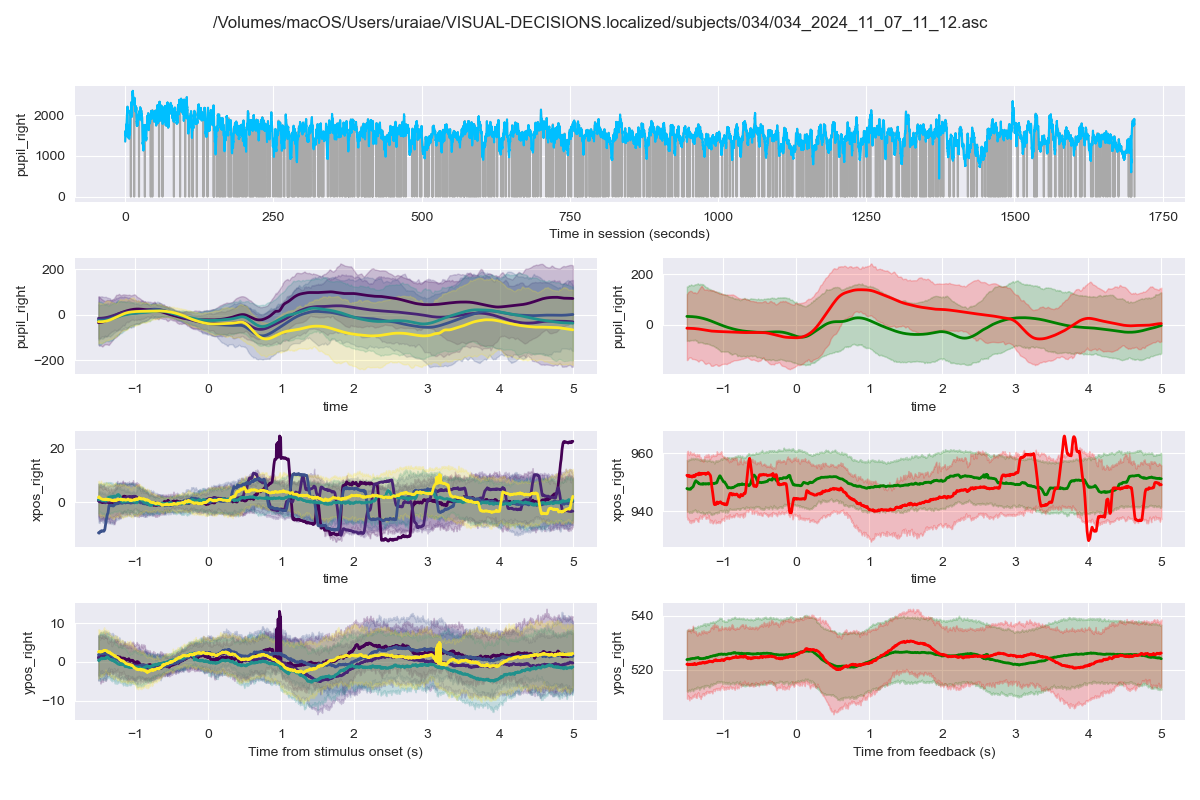 /Volumes/macOS/Users/uraiae/VISUAL-DECISIONS.localized/subjects/034/034_2024_11_07_11_12.asc
pupil_right
2000
1000
0
0 250 500 750 1000 1250 1500 1750
Time in session (seconds)
pupil_right
200
0
−200
−1 0 1 2 3 4 5
time
pupil_right
200
0
−1 0 1 2 3 4 5
time
xpos_right
20
0
−1 0 1 2 3 4 5
time
xpos_right
960
940
−1 0 1 2 3 4 5
time
ypos_right
10
0
−10
−1 0 1 2 3 4 5
Time from stimulus onset (s)
ypos_right
540
520
−1 0 1 2 3 4 5
Time from feedback (s)